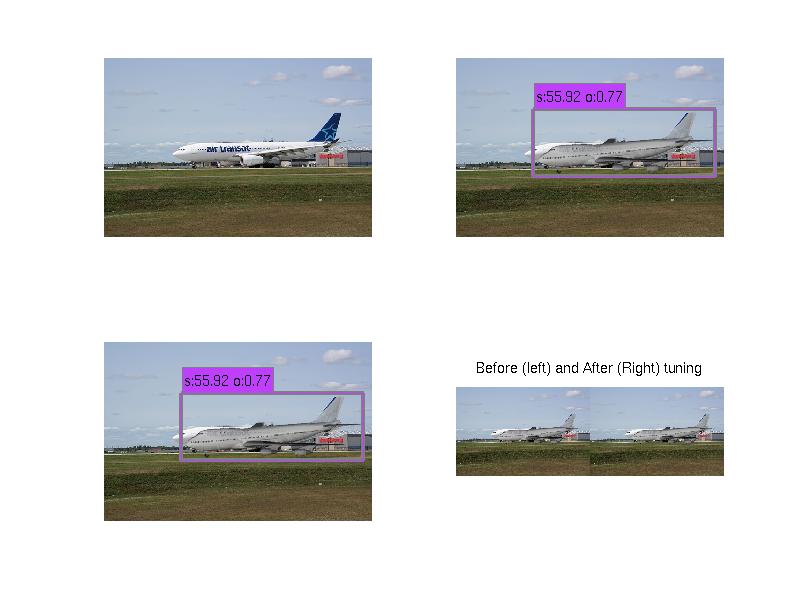 air transat
s:55.92 o:0.77
s:55.92 o:0.77
Before (left) and After (Right) tuning